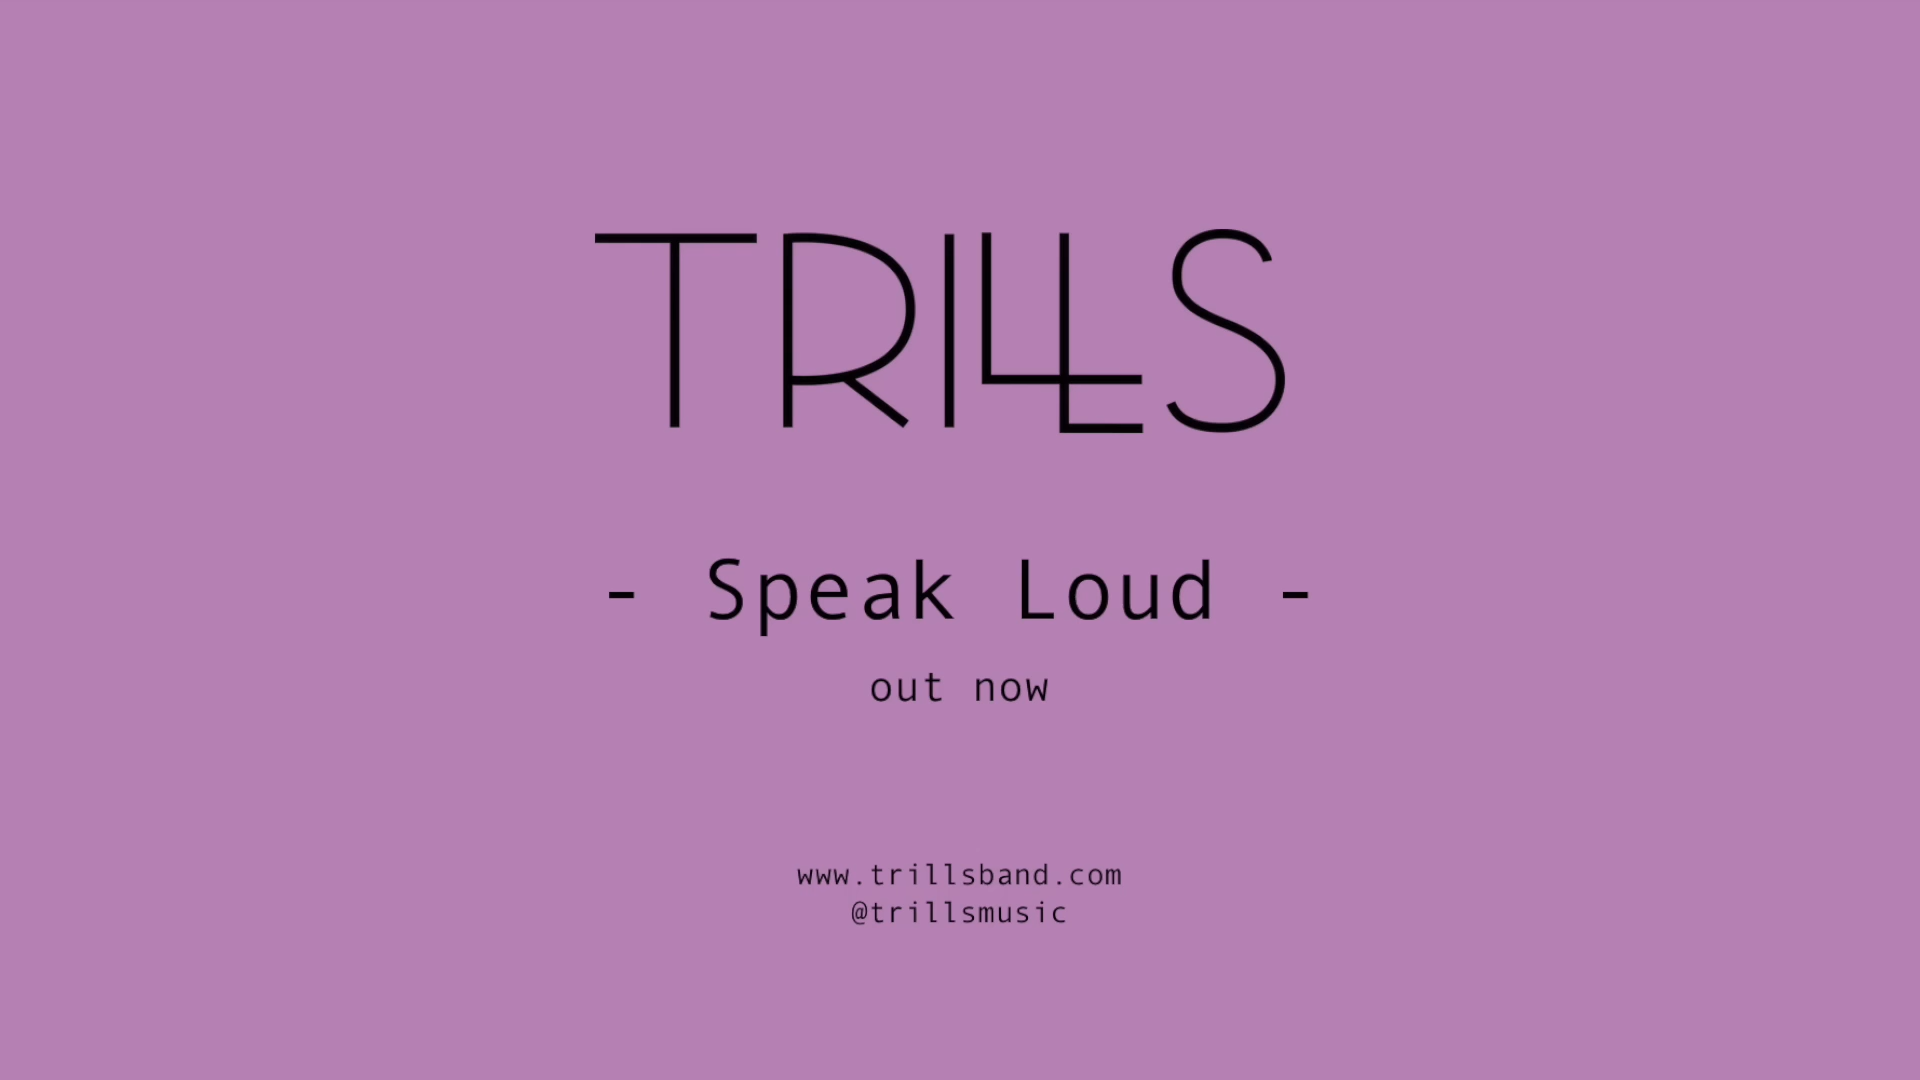 TRILLS
- Speak Loud -
out now
www.trillsband.com
@trillsmusic